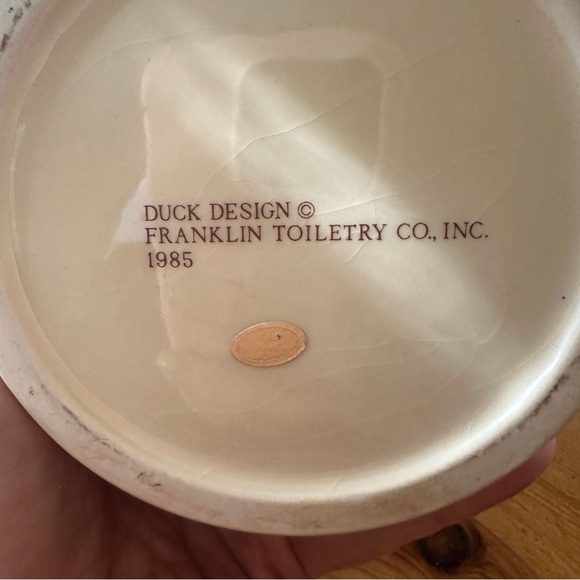 DUCK DESIGN ©
FRANKLIN TOILETRY CO., INC.
1985